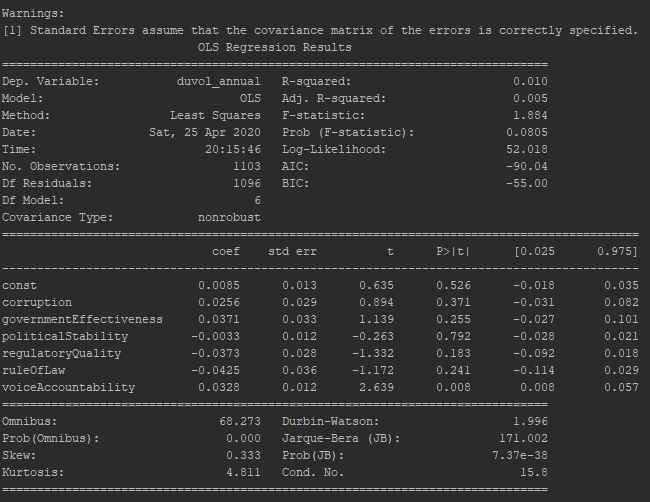 Warnings:
[1] Standard Errors assume that the covariance matrix of the errors is correctly specified.
OLS Regression Results
==============================================================================
Dep. Variable: duvol_annual R-squared: 0.010
Model: OLS Adj. R-squared: 0.005
Method: Least Squares F-statistic: 1.884
Date: Sat, 25 Apr 2020 Prob (F-statistic): 0.0805
Time: 20:15:46 Log-Likelihood: 52.018
No. Observations: 1103 AIC: -90.04
Df Residuals: 1096 BIC: -55.00
Df Model: 6
Covariance Type: nonrobust
===========================================================================================
coef std err t P>|t| [0.025 0.975]
-------------------------------------------------------------------------------------------
const 0.0085 0.013 0.635 0.526 -0.018 0.035
corruption 0.0256 0.029 0.894 0.371 -0.031 0.082
governmentEffectiveness 0.0371 0.033 1.139 0.255 -0.027 0.101
politicalStability -0.0033 0.012 -0.263 0.792 -0.028 0.021
regulatoryQuality -0.0373 0.028 -1.332 0.183 -0.092 0.018
ruleOfLaw -0.0425 0.036 -1.172 0.241 -0.114 0.029
voiceAccountability 0.0328 0.012 2.639 0.008 0.008 0.057
==============================================================================
Omnibus: 68.273 Durbin-Watson: 1.996
Prob(Omnibus): 0.000 Jarque-Bera (JB): 171.002
Skew: 0.333 Prob(JB): 7.37e-38
Kurtosis: 4.811 Cond. No. 15.8
==============================================================================